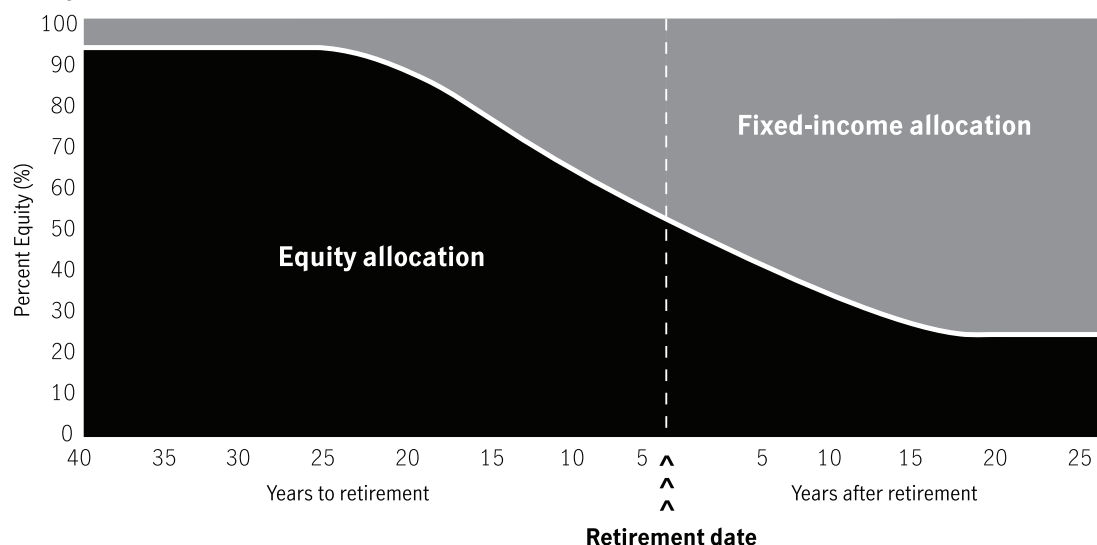 100
90
80
70
60
50
40
30
20
10
0
Percent Equity (%)
Fixed-income allocation
Equity allocation
40 35 30 25 20 15 10 5 ^ 5 10 15 20 25
^
^
Years to retirement
Years after retirement
Retirement date